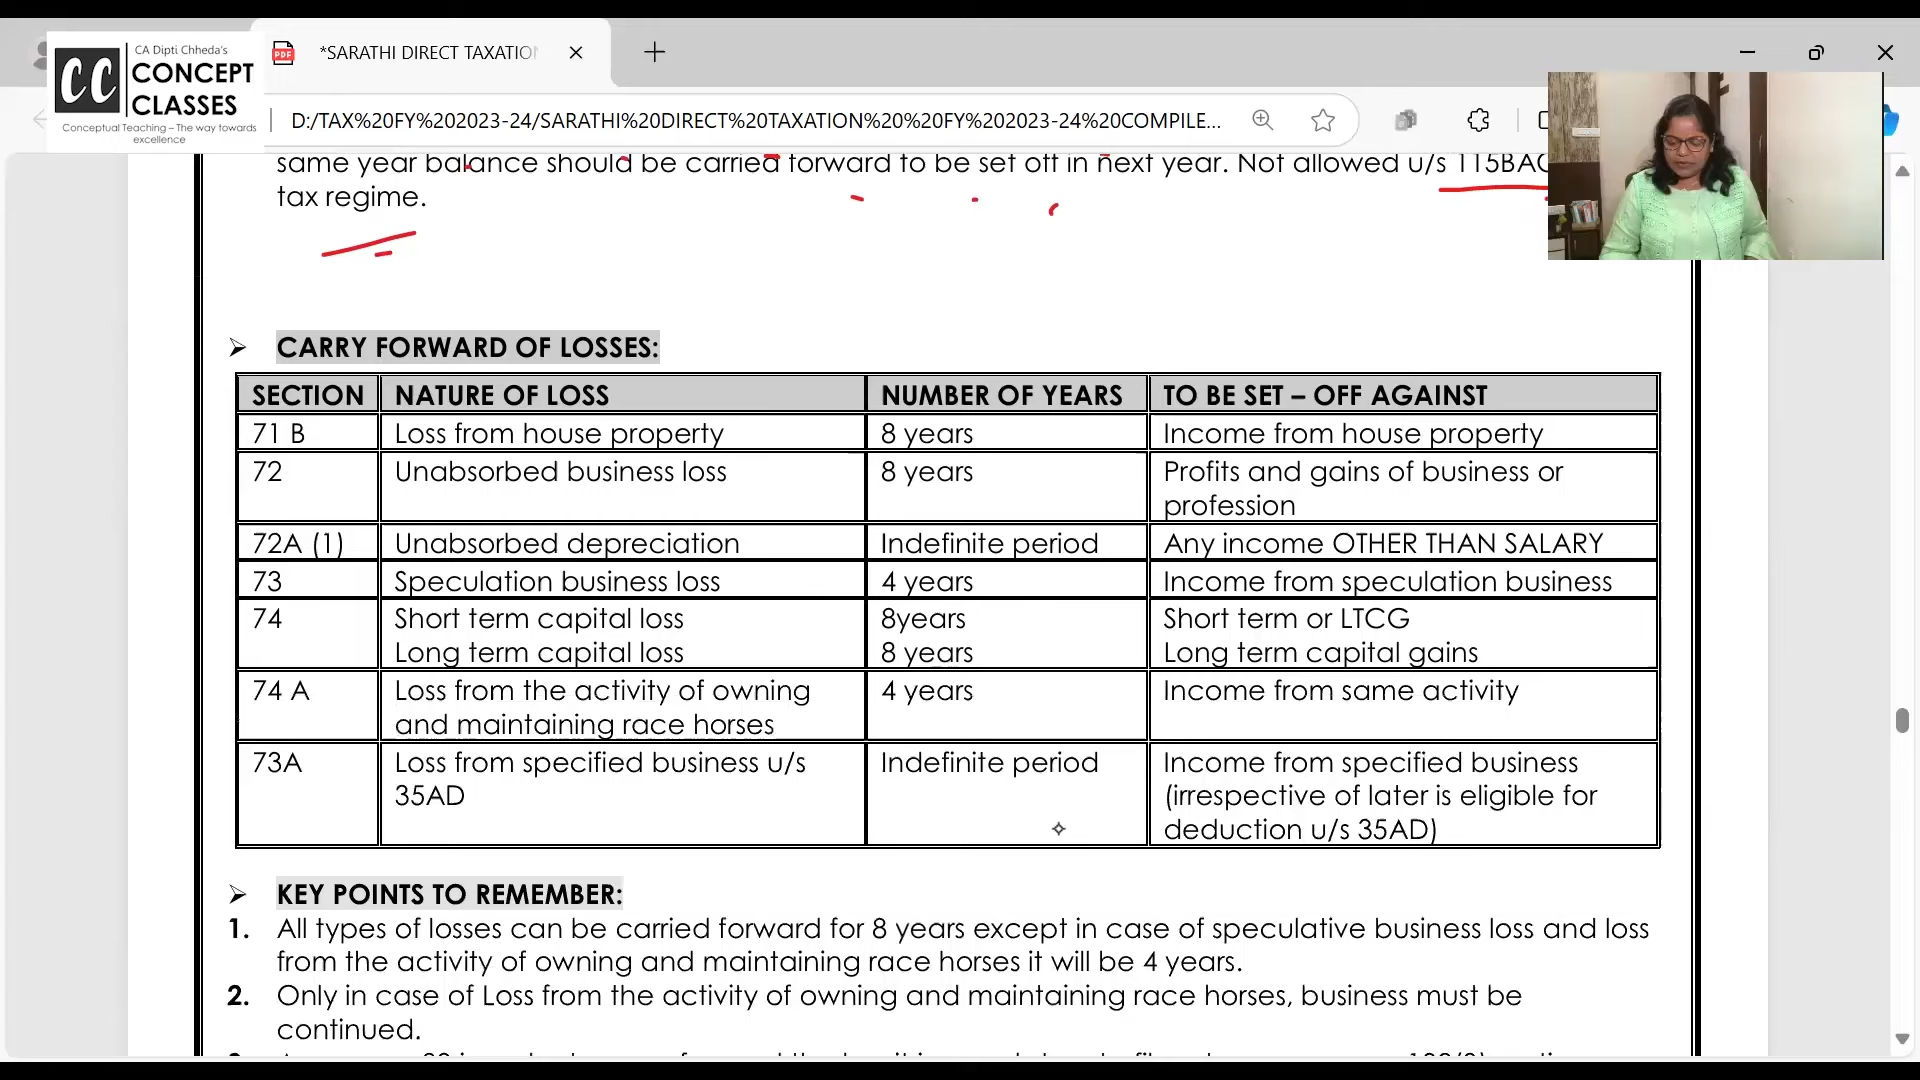 *SARATHI DIRECT TAXATIO
CA Dipti Chheda's
CC
CONCEPT
CLASSES
Conceptual Teaching – The way towards
excellence
PDF
D:/TAX%20FY%202023-24/SARATHI%20DIRECT%20TAXATION%20%20FY%202023-24%20COMPILE...
same year balance should be carried forward to be set off in next year. Not allowed u/s 115BAC
tax regime.
➢ CARRY FORWARD OF LOSSES:
SECTION NATURE OF LOSS NUMBER OF YEARS TO BE SET – OFF AGAINST
71 B Loss from house property 8 years Income from house property
72 Unabsorbed business loss 8 years Profits and gains of business or
profession
72A (1) Unabsorbed depreciation Indefinite period Any income OTHER THAN SALARY
73 Speculation business loss 4 years Income from speculation business
74 Short term capital loss 8years Short term or LTCG
Long term capital loss 8 years Long term capital gains
74 A Loss from the activity of owning 4 years Income from same activity
and maintaining race horses
73A Loss from specified business u/s Indefinite period Income from specified business
35AD (irrespective of later is eligible for
deduction u/s 35AD)
➢ KEY POINTS TO REMEMBER:
1. All types of losses can be carried forward for 8 years except in case of speculative business loss and loss
from the activity of owning and maintaining race horses it will be 4 years.
2. Only in case of Loss from the activity of owning and maintaining race horses, business must be
continued.